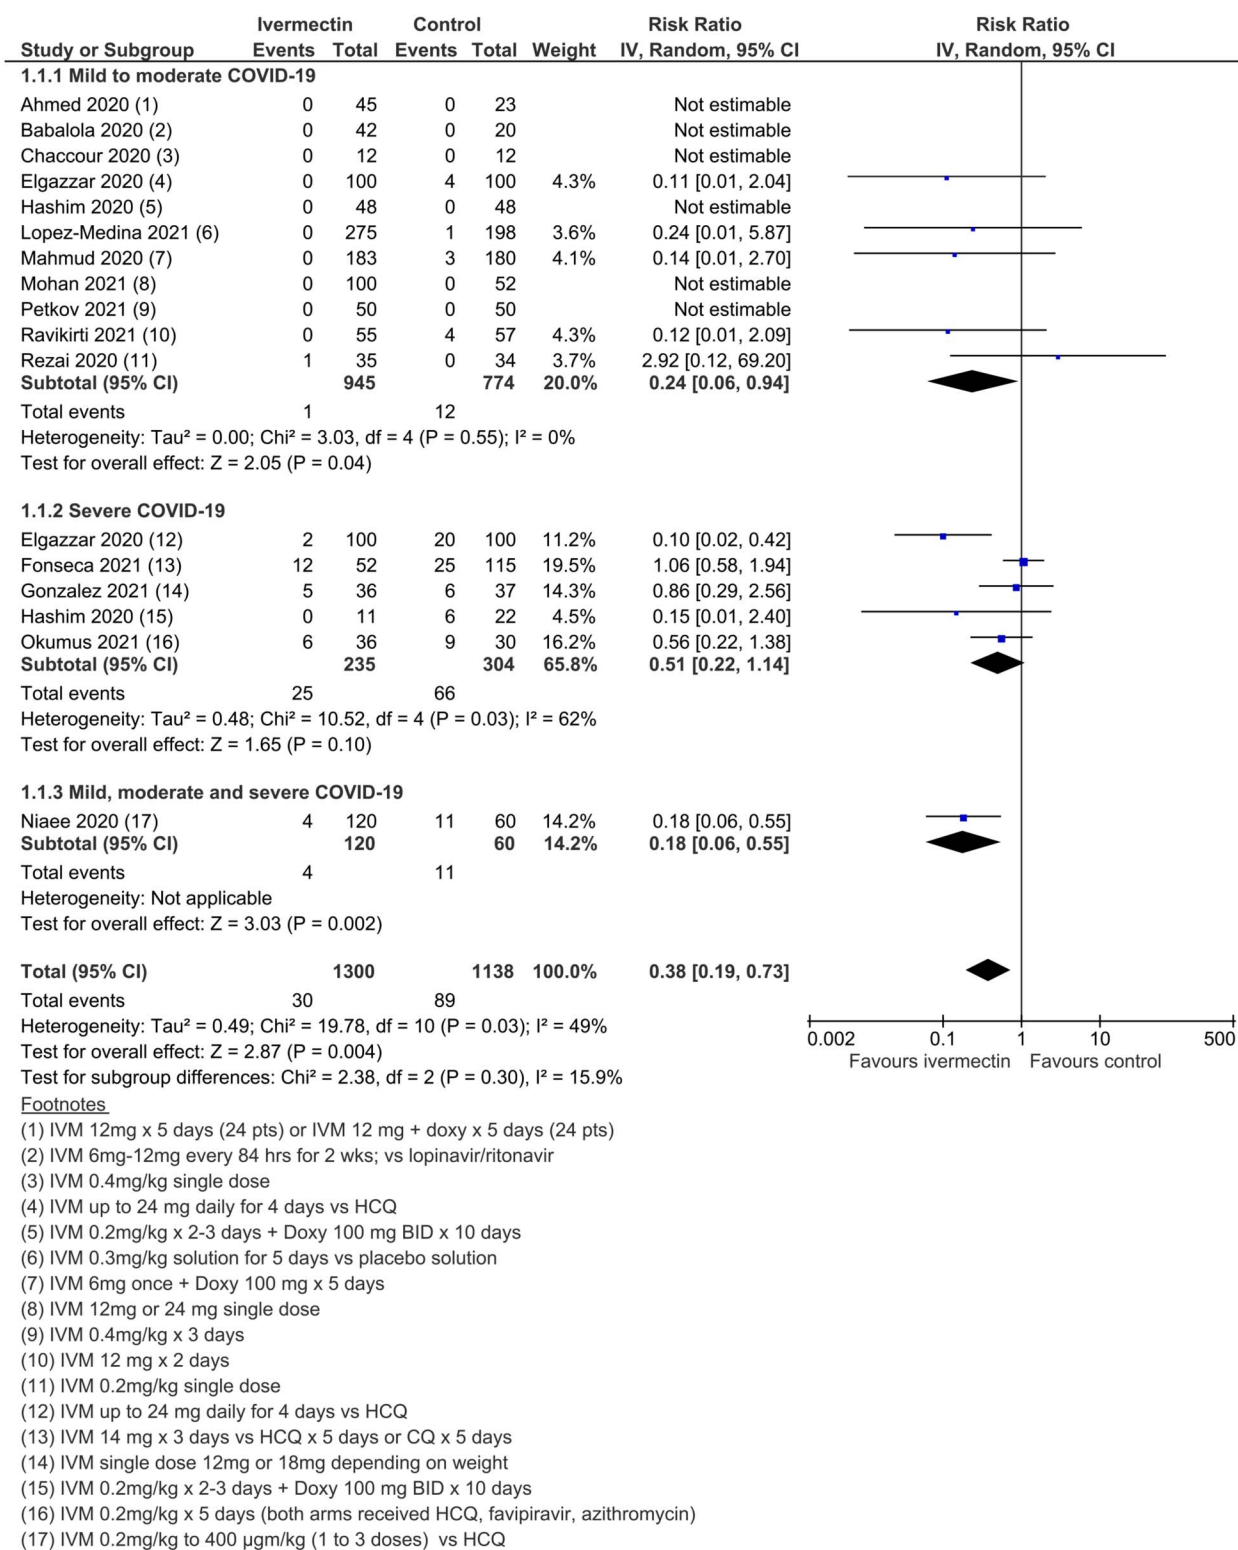 Ivermectin Control Risk Ratio Risk Ratio
Study or Subgroup Events Total Events Total Weight IV, Random, 95% CI IV, Random, 95% CI
1.1.1 Mild to moderate COVID-19
Ahmed 2020 (1) 0 45 0 23 Not estimable
Babalola 2020 (2) 0 42 0 20 Not estimable
Chaccour 2020 (3) 0 12 0 12 Not estimable
Elgazzar 2020 (4) 0 100 4 100 4.3% 0.11 [0.01, 2.04]
Hashim 2020 (5) 0 48 0 48 Not estimable
Lopez-Medina 2021 (6) 0 275 1 198 3.6% 0.24 [0.01, 5.87]
Mahmud 2020 (7) 0 183 3 180 4.1% 0.14 [0.01, 2.70]
Mohan 2021 (8) 0 100 0 52 Not estimable
Petkov 2021 (9) 0 50 0 50 Not estimable
Ravikirti 2021 (10) 0 55 4 57 4.3% 0.12 [0.01, 2.09]
Rezai 2020 (11) 1 35 0 34 3.7% 2.92 [0.12, 69.20]
Subtotal (95% CI) 945 774 20.0% 0.24 [0.06, 0.94]
Total events 1 12
Heterogeneity: Tau² = 0.00; Chi² = 3.03, df = 4 (P = 0.55); I² = 0%
Test for overall effect: Z = 2.05 (P = 0.04)
1.1.2 Severe COVID-19
Elgazzar 2020 (12) 2 100 20 100 11.2% 0.10 [0.02, 0.42]
Fonseca 2021 (13) 12 52 25 115 19.5% 1.06 [0.58, 1.94]
Gonzalez 2021 (14) 5 36 6 37 14.3% 0.86 [0.29, 2.56]
Hashim 2020 (15) 0 11 6 22 4.5% 0.15 [0.01, 2.40]
Okumus 2021 (16) 6 36 9 30 16.2% 0.56 [0.22, 1.38]
Subtotal (95% CI) 235 304 65.8% 0.51 [0.22, 1.14]
Total events 25 66
Heterogeneity: Tau² = 0.48; Chi² = 10.52, df = 4 (P = 0.03); I² = 62%
Test for overall effect: Z = 1.65 (P = 0.10)
1.1.3 Mild, moderate and severe COVID-19
Niaee 2020 (17) 4 120 11 60 14.2% 0.18 [0.06, 0.55]
Subtotal (95% CI) 120 60 14.2% 0.18 [0.06, 0.55]
Total events 4 11
Heterogeneity: Not applicable
Test for overall effect: Z = 3.03 (P = 0.002)
Total (95% CI) 1300 1138 100.0% 0.38 [0.19, 0.73]
Total events 30 89
Heterogeneity: Tau² = 0.49; Chi² = 19.78, df = 10 (P = 0.03); I² = 49%
Test for overall effect: Z = 2.87 (P = 0.004)
Test for subgroup differences: Chi² = 2.38, df = 2 (P = 0.30), I² = 15.9%
0.002 0.1 1 10 500
Favours ivermectin Favours control
Footnotes
(1) IVM 12mg x 5 days (24 pts) or IVM 12 mg + doxy x 5 days (24 pts)
(2) IVM 6mg-12mg every 84 hrs for 2 wks; vs lopinavir/ritonavir
(3) IVM 0.4mg/kg single dose
(4) IVM up to 24 mg daily for 4 days vs HCQ
(5) IVM 0.2mg/kg x 2-3 days + Doxy 100 mg BID x 10 days
(6) IVM 0.3mg/kg solution for 5 days vs placebo solution
(7) IVM 6mg once + Doxy 100 mg x 5 days
(8) IVM 12mg or 24 mg single dose
(9) IVM 0.4mg/kg x 3 days
(10) IVM 12 mg x 2 days
(11) IVM 0.2mg/kg single dose
(12) IVM up to 24 mg daily for 4 days vs HCQ
(13) IVM 14 mg x 3 days vs HCQ x 5 days or CQ x 5 days
(14) IVM single dose 12mg or 18mg depending on weight
(15) IVM 0.2mg/kg x 2-3 days + Doxy 100 mg BID x 10 days
(16) IVM 0.2mg/kg x 5 days (both arms received HCQ, favipiravir, azithromycin)
(17) IVM 0.2mg/kg to 400 µgm/kg (1 to 3 doses) vs HCQ